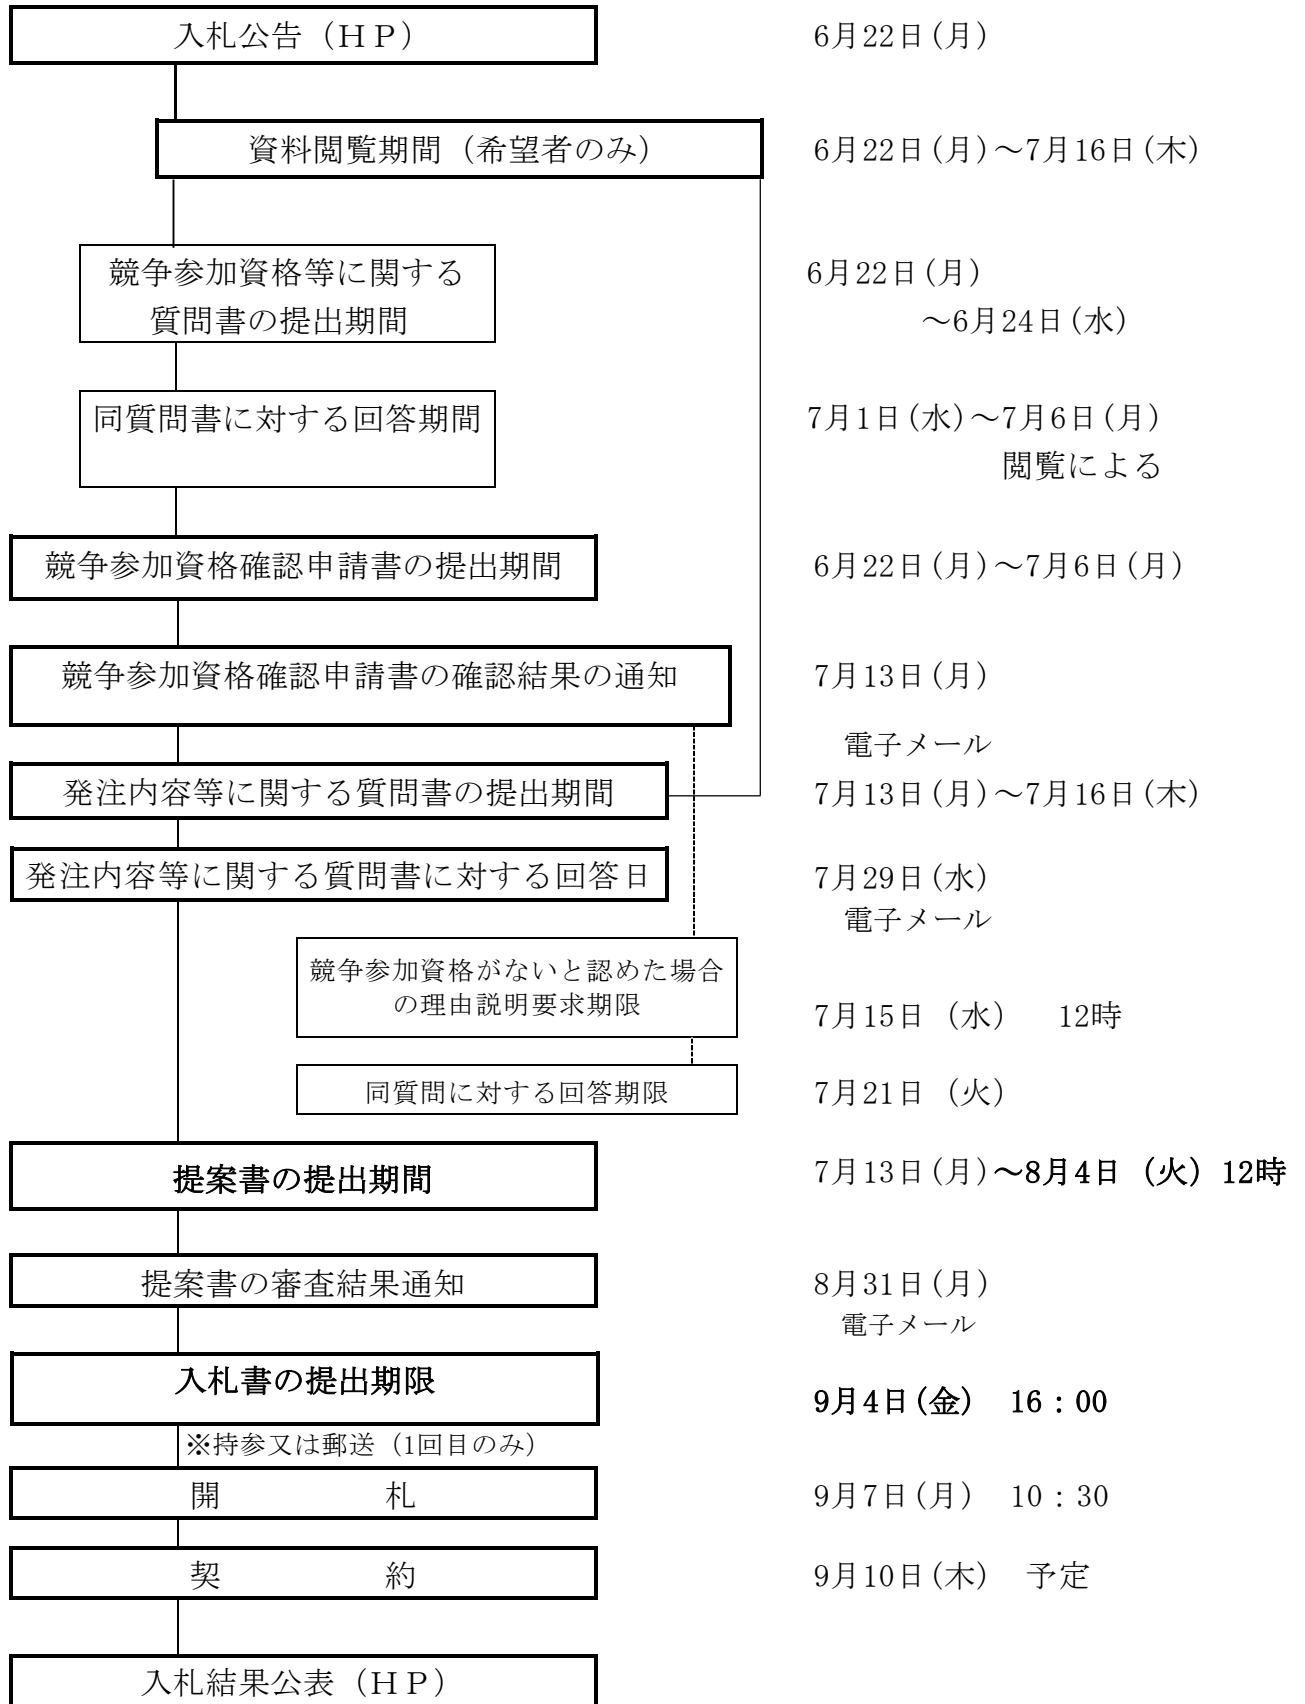 入札公告（ＨＰ）　6月22日(月)
資料閲覧期間（希望者のみ）　6月22日(月)～7月16日(木)
競争参加資格等に関する　6月22日(月)
質問書の提出期間　～6月24日(水)
同質問書に対する回答期間　7月1日(水)～7月6日(月)
閲覧による
競争参加資格確認申請書の提出期間　6月22日(月)～7月6日(月)
競争参加資格確認申請書の確認結果の通知　7月13日(月)
電子メール
発注内容等に関する質問書の提出期間　7月13日(月)～7月16日(木)
発注内容等に関する質問書に対する回答日　7月29日(水)
電子メール
競争参加資格がないと認めた場合
の理由説明要求期限　7月15日（水）　12時
同質問に対する回答期限　7月21日（火）
提案書の提出期間　7月13日(月)～8月4日（火）12時
提案書の審査結果通知　8月31日(月)
電子メール
入札書の提出期限　9月4日(金)　16：00
※持参又は郵送（1回目のみ）
開　　　　　札　9月7日(月)　10：30
契　　　　　約　9月10日(木)　予定
入札結果公表（ＨＰ）